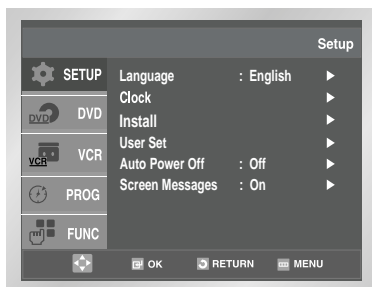 Setup
SETUP
Language : English ►
Clock ►
Install ►
User Set ►
Auto Power Off : Off ►
Screen Messages : On ►
DVD DVD
VCR VCR
PROG
FUNC
OK RETURN MENU